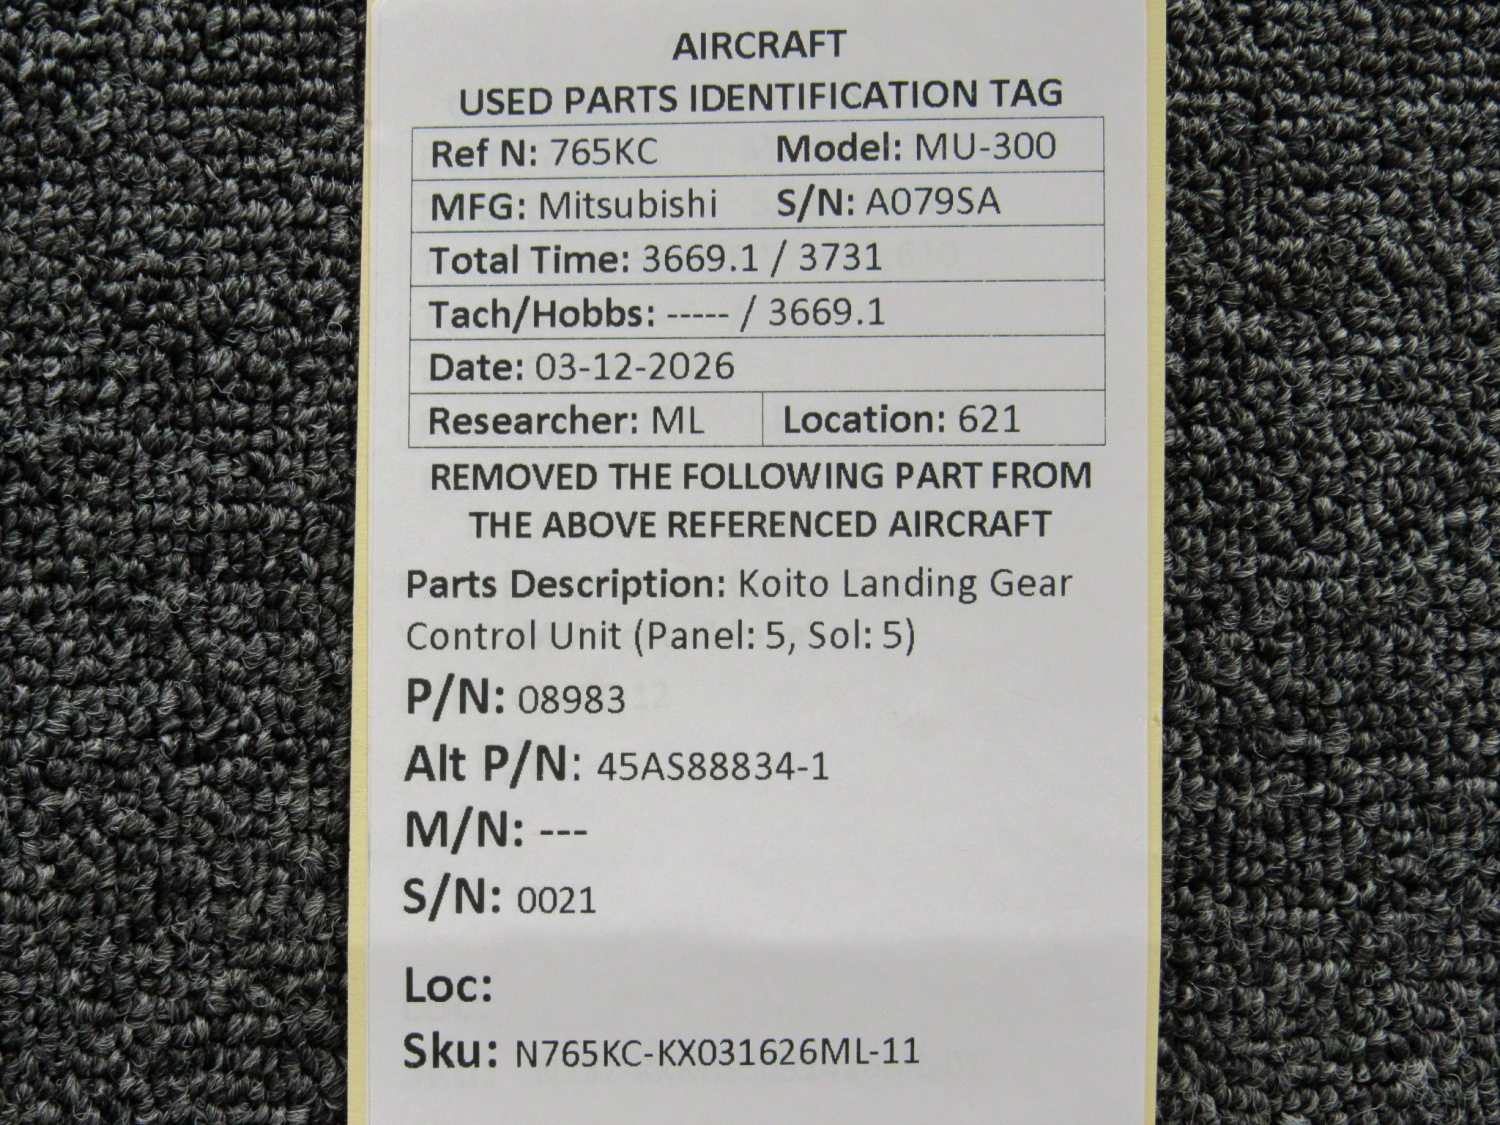 AIRCRAFT
USED PARTS IDENTIFICATION TAG
Ref N: 765KC Model: MU-300
MFG: Mitsubishi S/N: A079SA
Total Time: 3669.1 / 3731
Tach/Hobbs: ----- / 3669.1
Date: 03-12-2026
Researcher: ML Location: 621
REMOVED THE FOLLOWING PART FROM
THE ABOVE REFERENCED AIRCRAFT
Parts Description: Koito Landing Gear
Control Unit (Panel: 5, Sol: 5)
P/N: 08983
Alt P/N: 45AS88834-1
M/N: ---
S/N: 0021
Loc:
Sku: N765KC-KX031626ML-11